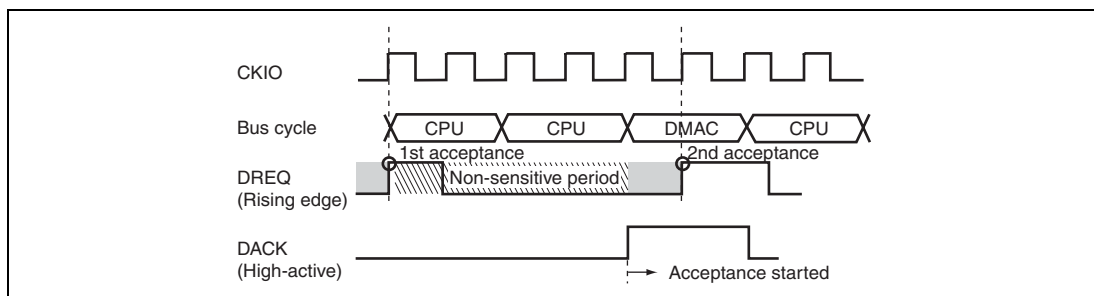 CKIO
Bus cycle
CPU CPU DMAC CPU
1st acceptance 2nd acceptance
DREQ
(Rising edge)
Non-sensitive period
DACK
(High-active)
Acceptance started